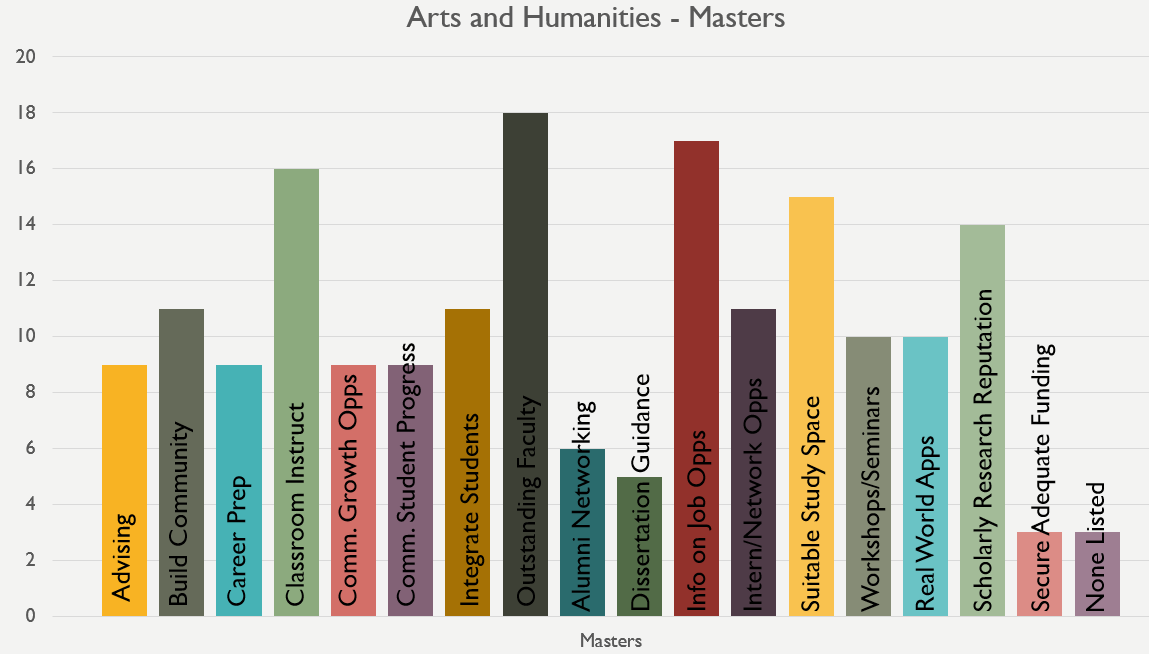 Arts and Humanities - Masters
20
18
16
14
12
10
8
6
4
2
0
Advising
Build Community
Career Prep
Classroom Instruct
Comm. Growth Opps
Comm. Student Progress
Integrate Students
Outstanding Faculty
Alumni Networking
Dissertation Guidance
Info on Job Opps
Intern/Network Opps
Suitable Study Space
Workshops/Seminars
Real World Apps
Scholarly Research Reputation
Secure Adequate Funding
None Listed
Masters